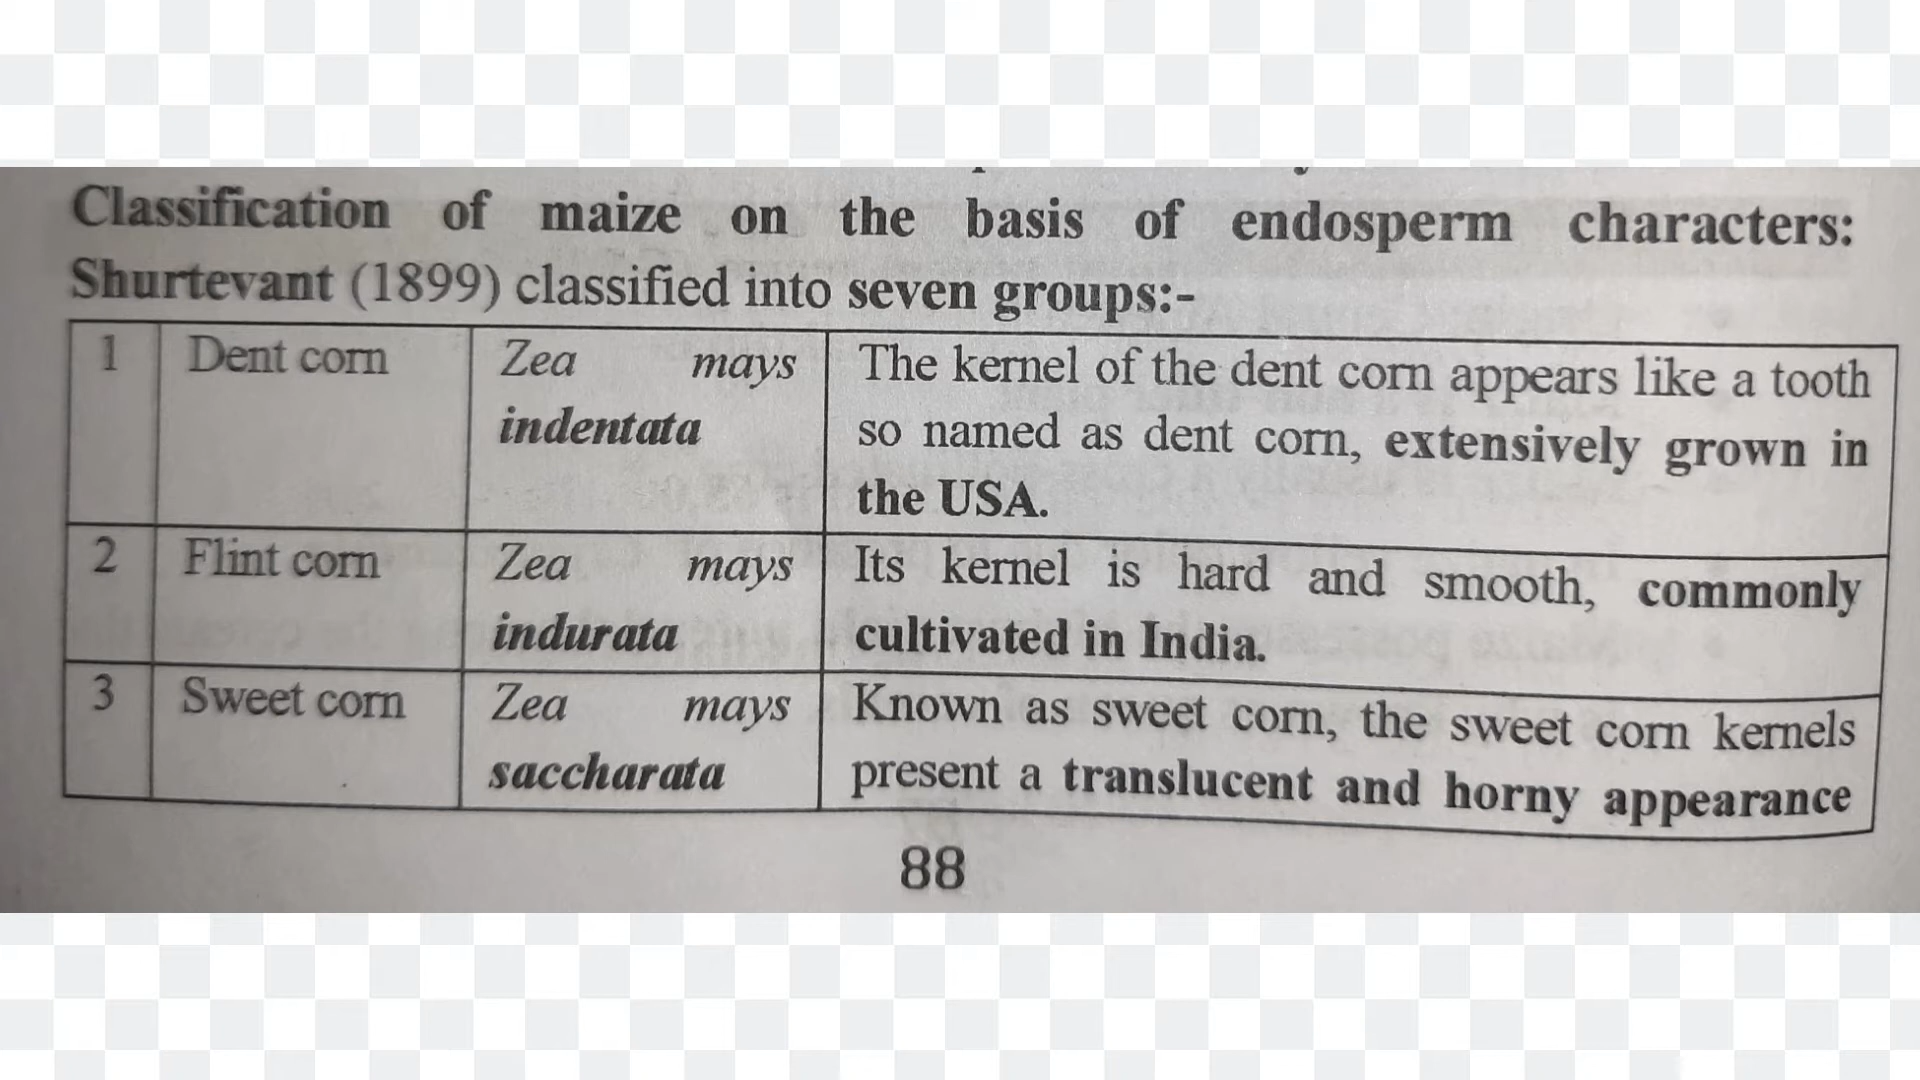 Classification of maize on the basis of endosperm characters:
Shurtevant (1899) classified into seven groups:-
1 Dent corn Zea mays The kernel of the dent corn appears like a tooth
indentata so named as dent corn, extensively grown in
the USA.
2 Flint corn Zea mays Its kernel is hard and smooth, commonly
indurata cultivated in India.
3 Sweet corn Zea mays Known as sweet corn, the sweet corn kernels
saccharata present a translucent and horny appearance
88